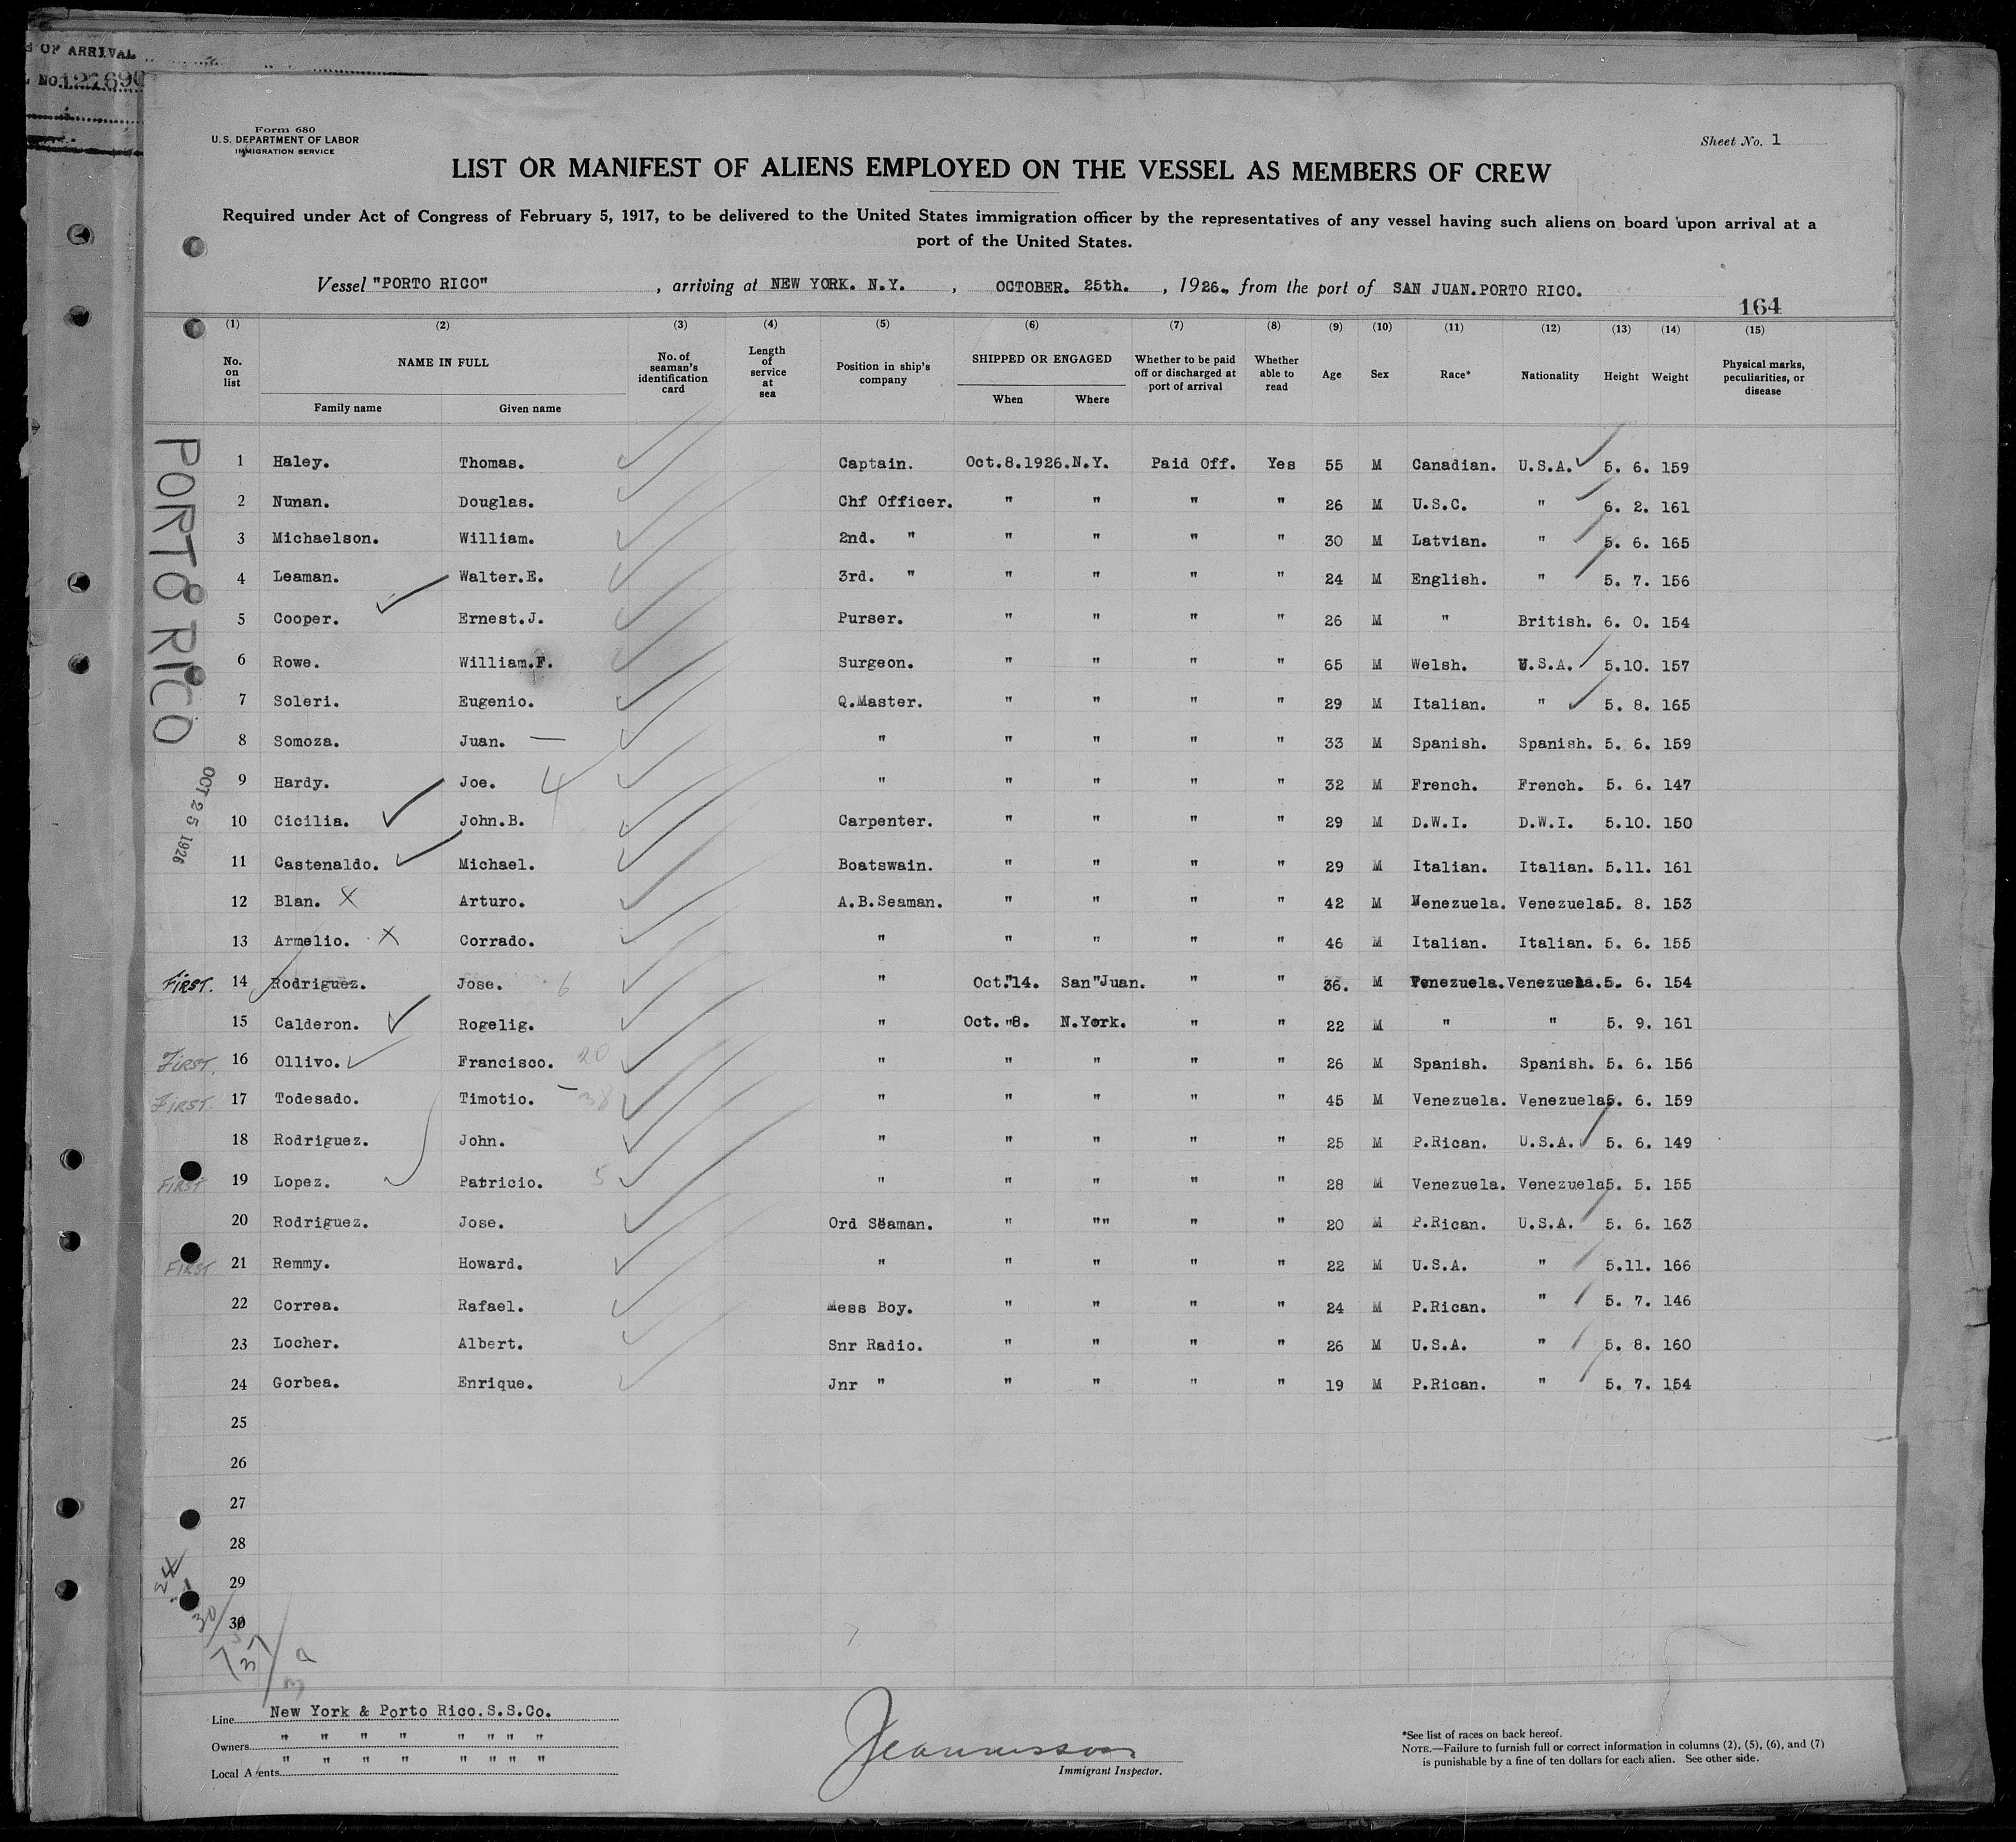 S OF ARRIVAL
NO.
Form 680
U.S. DEPARTMENT OF LABOR
IMMIGRATION SERVICE
Sheet No. 1
LIST OR MANIFEST OF ALIENS EMPLOYED ON THE VESSEL AS MEMBERS OF CREW
Required under Act of Congress of February 5, 1917, to be delivered to the United States immigration officer by the representatives of any vessel having such aliens on board upon arrival at a
port of the United States.
Vessel "PORTO RICO" , arriving at NEW YORK. N.Y. , OCTOBER. 25th. , 1926., from the port of SAN JUAN.PORTO RICO.
164
(1) (2) (3) (4) (5) (6) (7) (8) (9) (10) (11) (12) (13) (14) (15)
No. on list NAME IN FULL Family name Given name No. of seaman's identification card Length of service at sea Position in ship's company SHIPPED OR ENGAGED When Where Whether to be paid off or discharged at port of arrival Whether able to read Age Sex Race* Nationality Height Weight Physical marks, peculiarities, or disease
PORTO RICO
OCT 25 1926
1 Haley. Thomas. Captain. Oct.8.1926.N.Y. Paid Off. Yes 55 M Canadian. U.S.A. 5. 6. 159
2 Nunan. Douglas. Chf Officer. " " " " 26 M U.S.C. " 6. 2. 161
3 Michaelson. William. 2nd. " " " " " 30 M Latvian. " 5. 6. 165
4 Leaman. Walter.E. 3rd. " " " " " 24 M English. " 5. 7. 156
5 Cooper. Ernest.J. Purser. " " " " 26 M " British. 6. 0. 154
6 Rowe. William.F. Surgeon. " " " " 65 M Welsh. U.S.A. 5.10. 157
7 Soleri. Eugenio. Q.Master. " " " " 29 M Italian. " 5. 8. 165
8 Somoza. Juan. — " " " " " 33 M Spanish. Spanish. 5. 6. 159
9 Hardy. Joe. 4 " " " " " 32 M French. French. 5. 6. 147
10 Cicilia. John.B. Carpenter. " " " " 29 M D.W.I. D.W.I. 5.10. 150
11 Castenaldo. Michael. Boatswain. " " " " 29 M Italian. Italian. 5.11. 161
12 Blan. X Arturo. A.B.Seaman. " " " " 42 M Venezuela. Venezuela5. 8. 153
13 Armelio. X Corrado. " " " " " 46 M Italian. Italian. 5. 6. 155
FIRST. 14 Rodriguez. Jose. 6 " Oct."14. San"Juan. " " 36. M Venezuela. Venezuela.5. 6. 154
15 Calderon. Rogelig. " Oct. "8. N.York. " " 22 M " " 5. 9. 161
FIRST. 16 Ollivo. Francisco. 20 " " " " " 26 M Spanish. Spanish. 5. 6. 156
FIRST. 17 Todesado. Timotio. — 38 " " " " " 45 M Venezuela. Venezuela5. 6. 159
18 Rodriguez. John. " " " " " 25 M P.Rican. U.S.A. 5. 6. 149
FIRST 19 Lopez. Patricio. 5 " " " " " 28 M Venezuela. Venezuela5. 5. 155
20 Rodriguez. Jose. Ord Seaman. " "" " " 20 M P.Rican. U.S.A. 5. 6. 163
FIRST 21 Remmy. Howard. " " " " " 22 M U.S.A. " 5.11. 166
22 Correa. Rafael. Mess Boy. " " " " 24 M P.Rican. " 5. 7. 146
23 Locher. Albert. Snr Radio. " " " " 26 M U.S.A. " 5. 8. 160
24 Gorbea. Enrique. Jnr " " " " " 19 M P.Rican. " 5. 7. 154
25
26
27
28
29
30
Line New York & Porto Rico.S.S.Co.
Owners " " " " " " " "
Local Agents " " " " " " " "
Immigrant Inspector.
*See list of races on back hereof.
NOTE.—Failure to furnish full or correct information in columns (2), (5), (6), and (7)
is punishable by a fine of ten dollars for each alien. See other side.